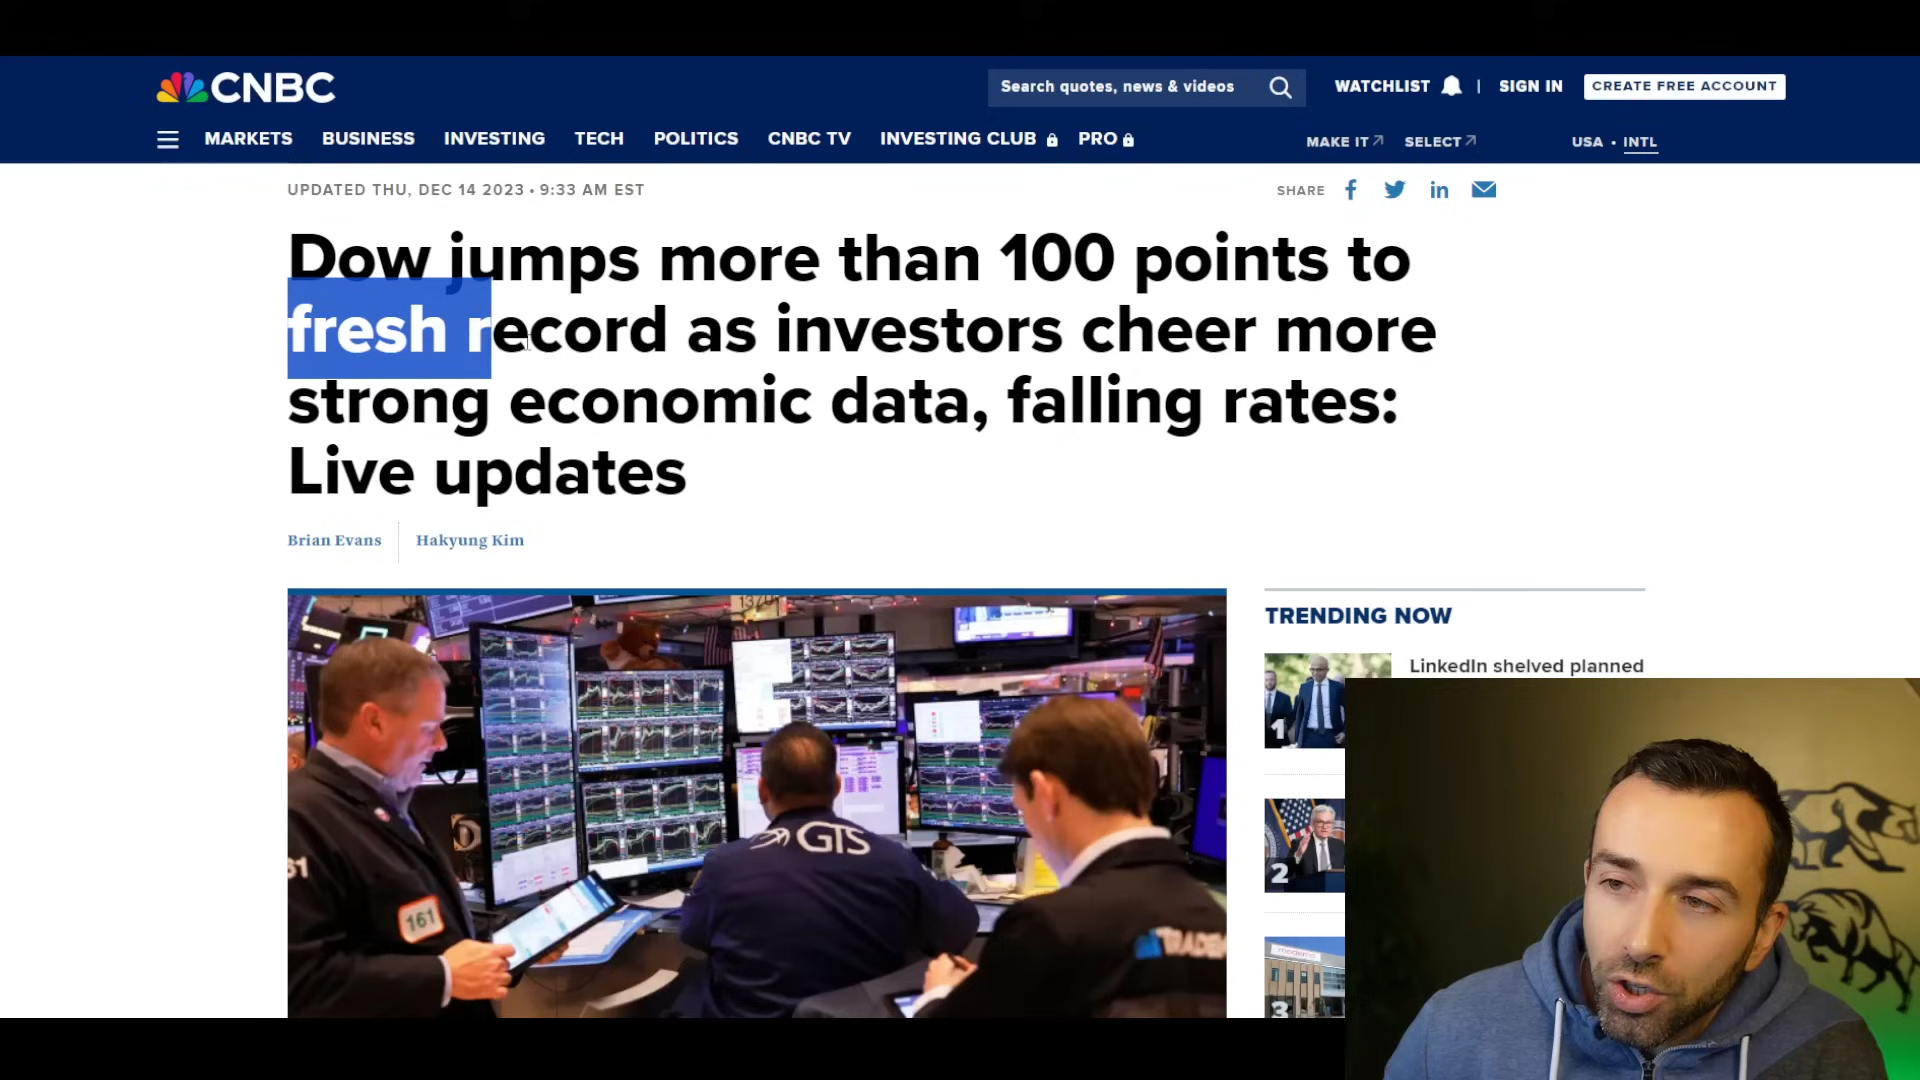 CNBC
Search quotes, news & videos
WATCHLIST
SIGN IN
CREATE FREE ACCOUNT
MARKETS
BUSINESS
INVESTING
TECH
POLITICS
CNBC TV
INVESTING CLUB
PRO
MAKE IT
SELECT
USA • INTL
UPDATED THU, DEC 14 2023 • 9:33 AM EST
SHARE
Dow jumps more than 100 points to
fresh record as investors cheer more
strong economic data, falling rates:
Live updates
Brian Evans
Hakyung Kim
TRENDING NOW
LinkedIn shelved planned
1
2
3
GTS
161